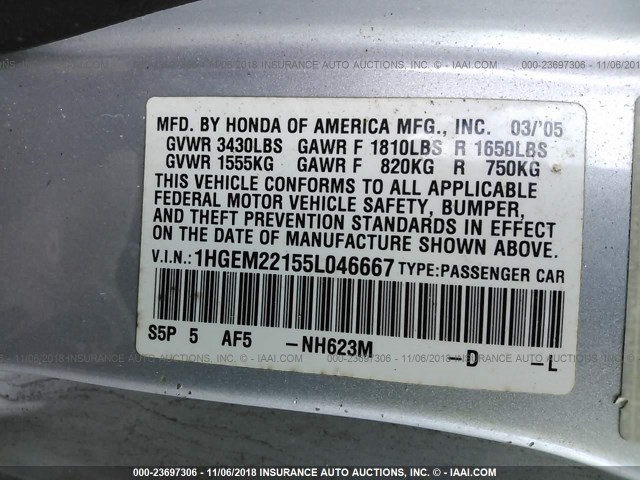 000-23697306 - 11/06/2018 INSURANCE AUTO AUCTIONS, CORP. - © IAAI.COM
MFD. BY HONDA OF AMERICA MFG., INC. 03/'05
GVWR 3430LBS GAWR F 1810LBS R 1650LBS
GVWR 1555KG GAWR F 820KG R 750KG
THIS VEHICLE CONFORMS TO ALL APPLICABLE
FEDERAL MOTOR VEHICLE SAFETY, BUMPER,
AND THEFT PREVENTION STANDARDS IN EFFECT
ON THE DATE OF MANUFACTURE SHOWN ABOVE.
V.I.N.:1HGEM22155L046667 TYPE:PASSENGER CAR
S5P 5 AF5 -NH623M -D -L
000-23697306 - 11/06/2018 INSURANCE AUTO AUCTIONS, CORP. - © IAAI.COM